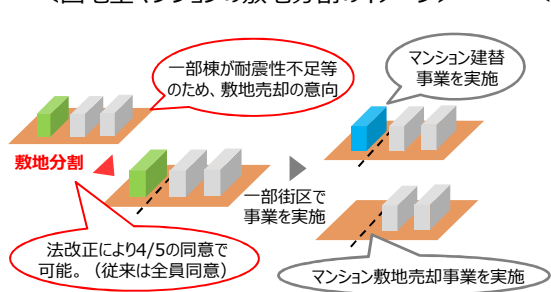 一部棟が耐震性不足等
のため、敷地売却の意向
マンション建替
事業を実施
敷地分割
一部街区で
事業を実施
法改正により4/5の同意で
可能。（従来は全員同意）
マンション敷地売却事業を実施